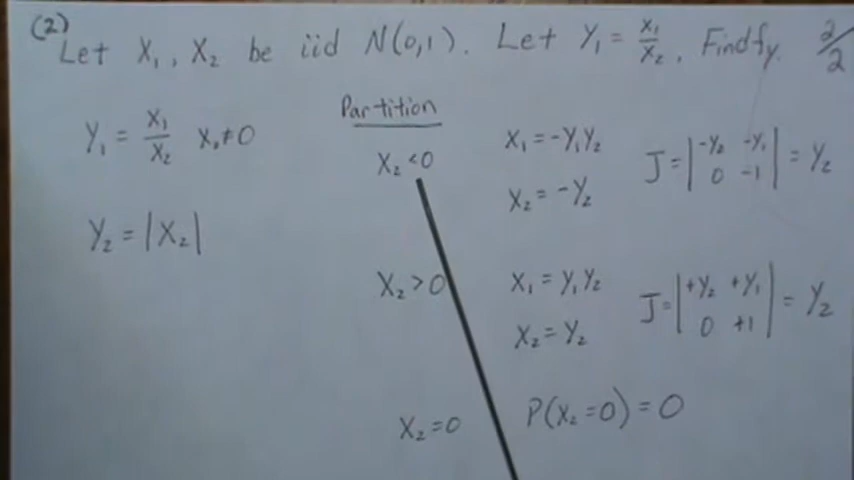 (2)
Let X₁, X₂ be iid N(0,1). Let Y₁ = X₁/X₂. Find fy. 2/2
Partition
Y₁ = X₁/X₂ X₂≠0
X₂<0
X₁ = -Y₁Y₂
X₂ = -Y₂
J = |-Y₂ -Y₁; 0 -1| = Y₂
Y₂ = |X₂|
X₂>0
X₁ = Y₁Y₂
X₂ = Y₂
J = |+Y₂ +Y₁; 0 +1| = Y₂
X₂=0
P(X₂=0) = 0